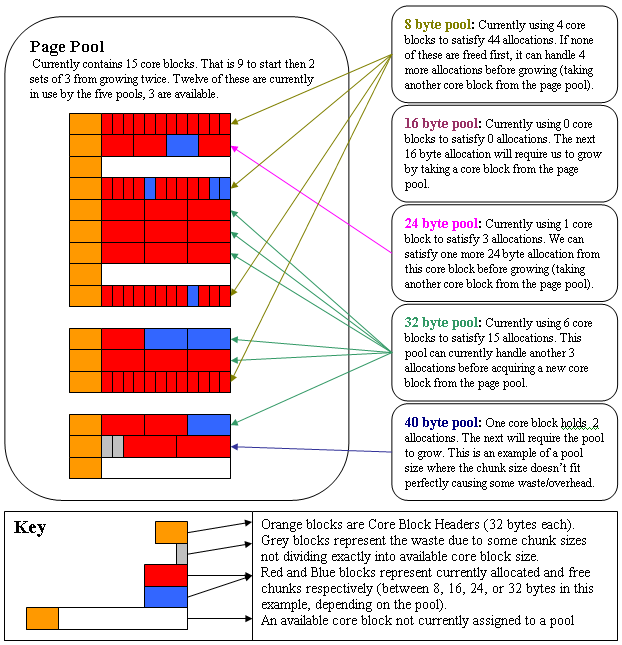 Page Pool
Currently contains 15 core blocks. That is 9 to start then 2
sets of 3 from growing twice. Twelve of these are currently
in use by the five pools, 3 are available.
8 byte pool: Currently using 4 core
blocks to satisfy 44 allocations. If none
of these are freed first, it can handle 4
more allocations before growing (taking
another core block from the page pool).
16 byte pool: Currently using 0 core
blocks to satisfy 0 allocations. The next
16 byte allocation will require us to grow
by taking a core block from the page
pool.
24 byte pool: Currently using 1 core
block to satisfy 3 allocations. We can
satisfy one more 24 byte allocation from
this core block before growing (taking
another core block from the page pool).
32 byte pool: Currently using 6 core
blocks to satisfy 15 allocations. This
pool can currently handle another 3
allocations before acquiring a new core
block from the page pool.
40 byte pool: One core block holds 2
allocations. The next will require the pool
to grow. This is an example of a pool
size where the chunk size doesn't fit
perfectly causing some waste/overhead.
Key
Orange blocks are Core Block Headers (32 bytes each).
Grey blocks represent the waste due to some chunk sizes
not dividing exactly into available core block size.
Red and Blue blocks represent currently allocated and free
chunks respectively (between 8, 16, 24, or 32 bytes in this
example, depending on the pool).
An available core block not currently assigned to a pool